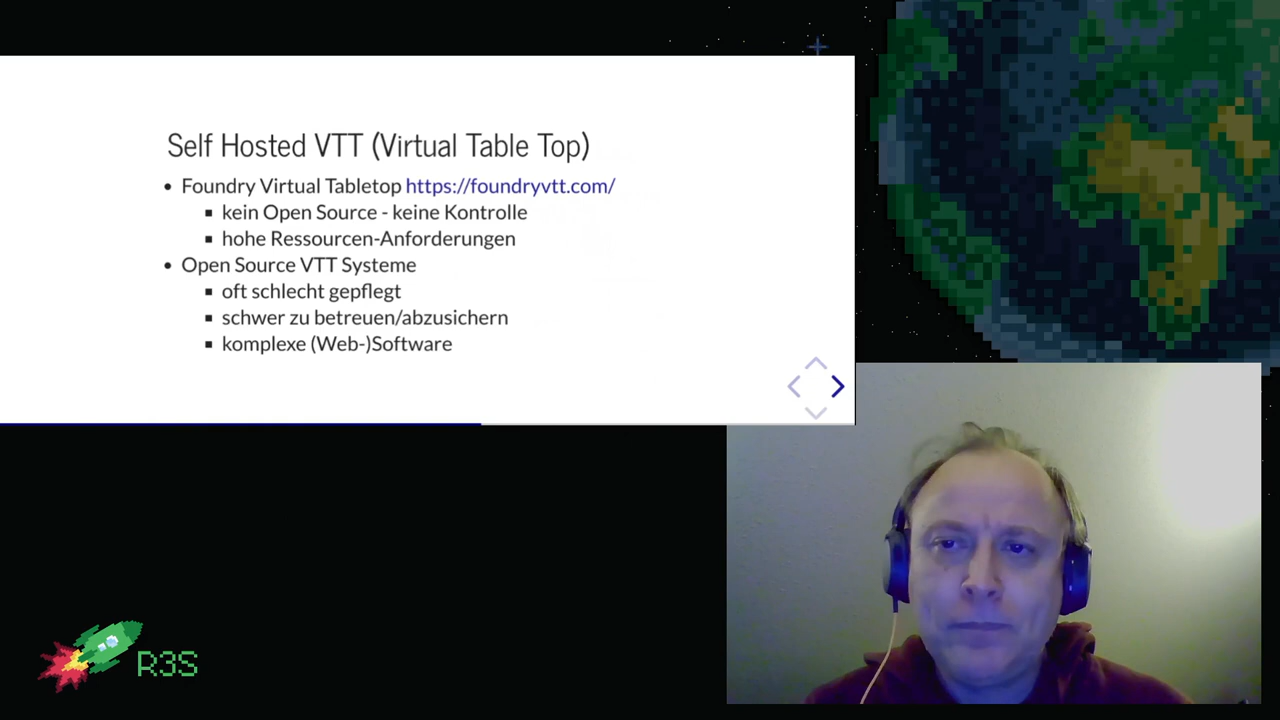 Self Hosted VTT (Virtual Table Top)
Foundry Virtual Tabletop https://foundryvtt.com/
kein Open Source - keine Kontrolle
hohe Ressourcen-Anforderungen
Open Source VTT Systeme
oft schlecht gepflegt
schwer zu betreuen/abzusichern
komplexe (Web-)Software
R3S